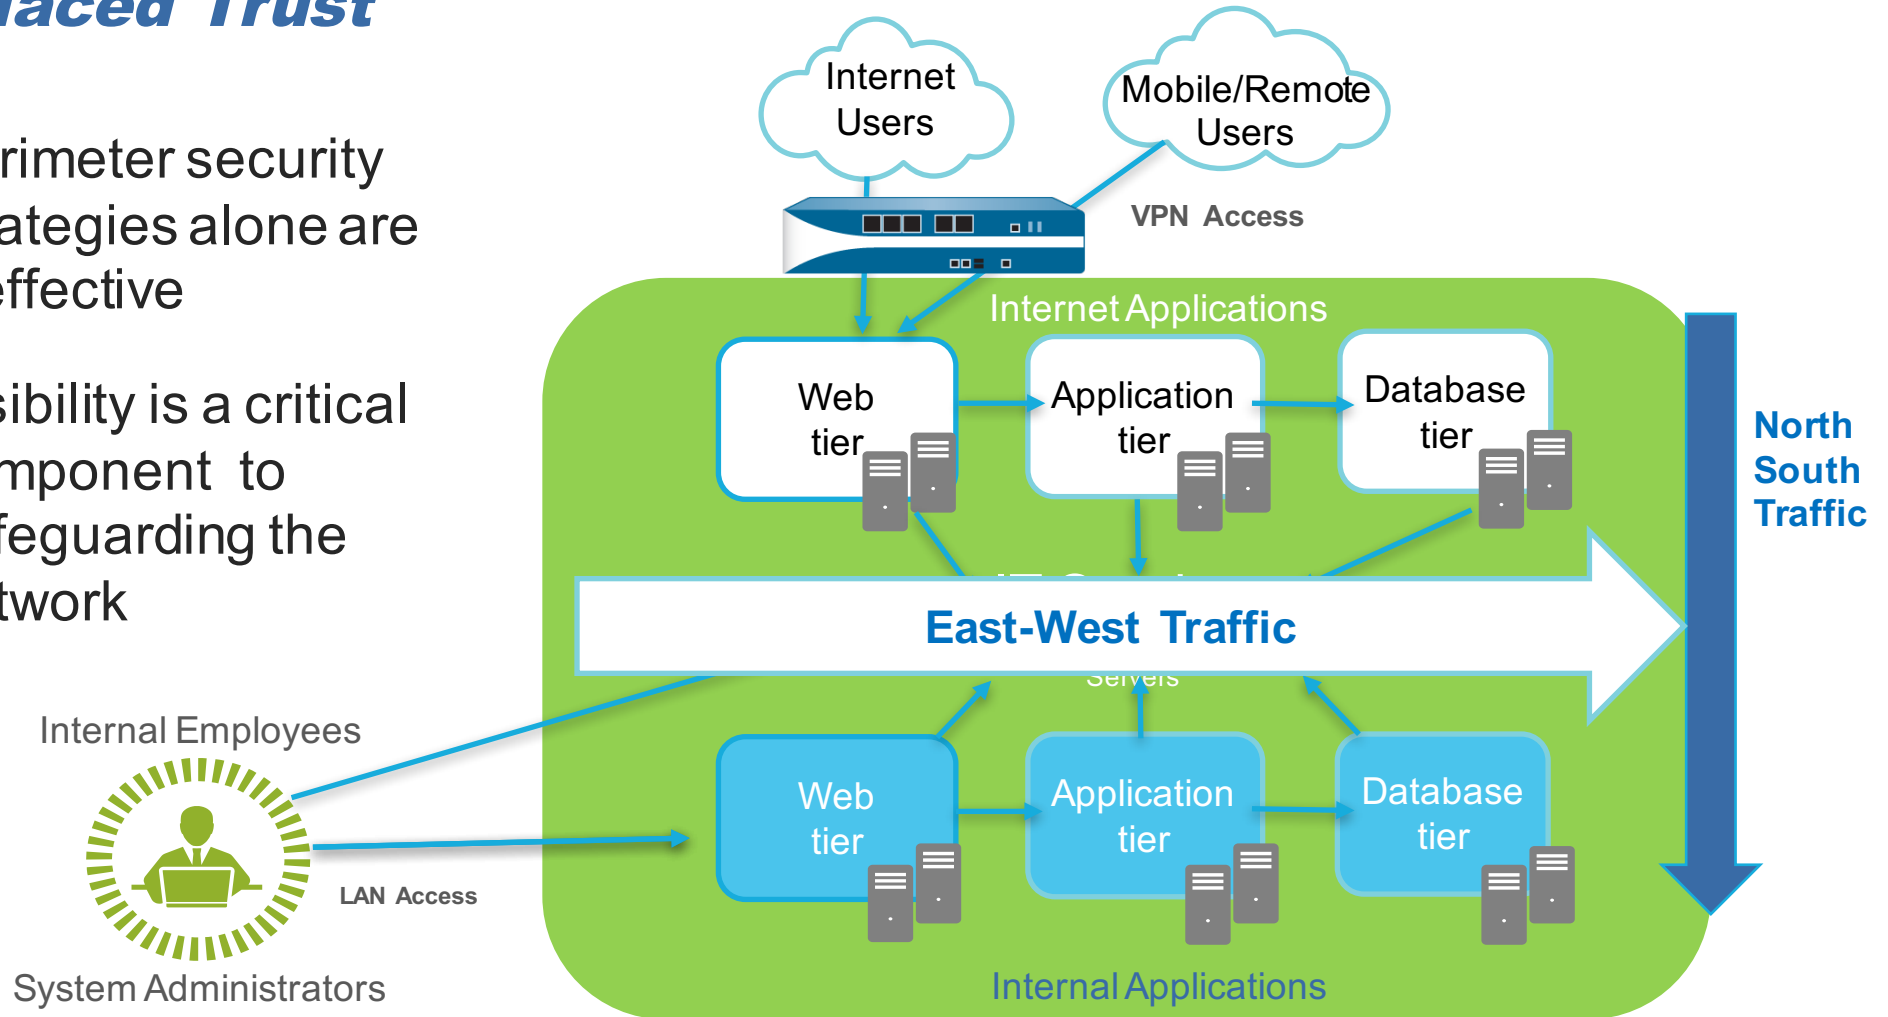 laced Trust
rimeter security
ategies alone are
effective
sibility is a critical
mponent to
feguarding the
twork
Internet
Users
Mobile/Remote
Users
VPN Access
Internet Applications
Web
tier
Application
tier
Database
tier
North
South
Traffic
East-West Traffic
Servers
Internal Employees
LAN Access
System Administrators
Web
tier
Application
tier
Database
tier
Internal Applications